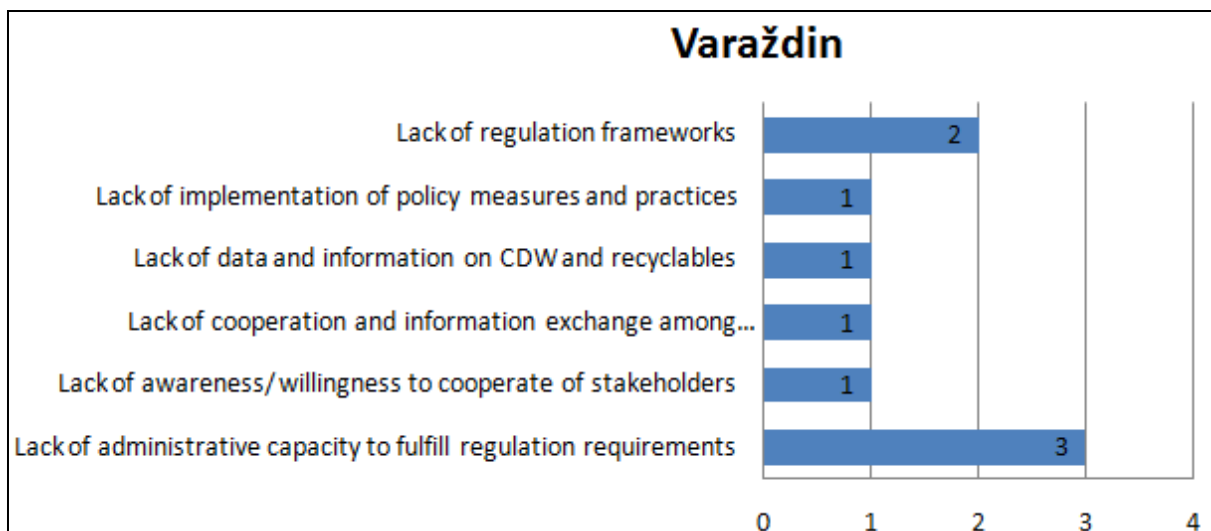 Varaždin
Lack of regulation frameworks 2
Lack of implementation of policy measures and practices 1
Lack of data and information on CDW and recyclables 1
Lack of cooperation and information exchange among... 1
Lack of awareness/ willingness to cooperate of stakeholders 1
Lack of administrative capacity to fulfill regulation requirements 3
0 1 2 3 4